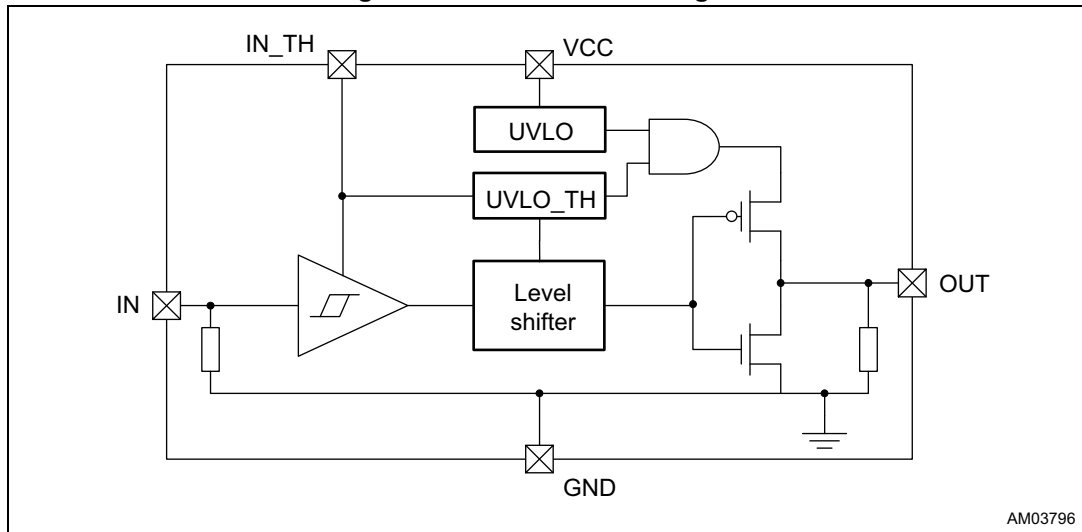 IN_TH
VCC
UVLO
UVLO_TH
IN
Level
shifter
OUT
GND
AM03796